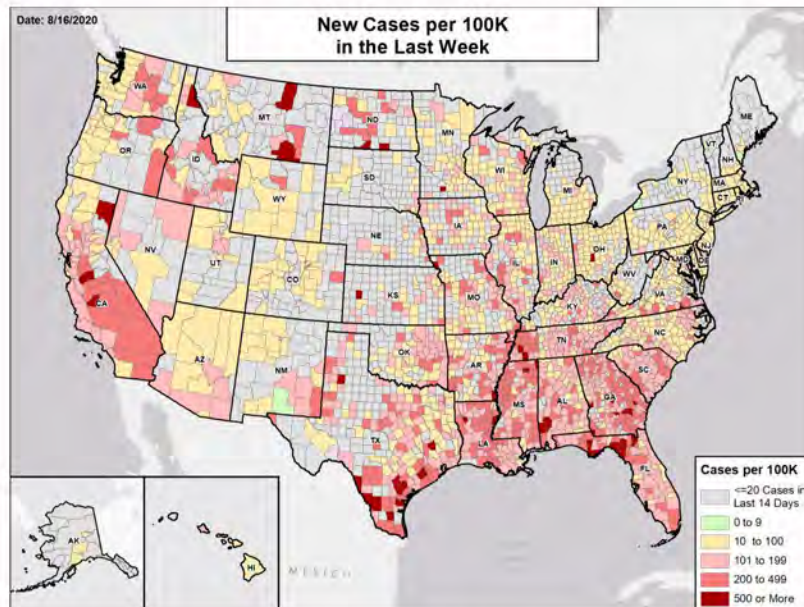 Date: 8/16/2020
New Cases per 100K
in the Last Week
WA
MT
ND
MN
ME
OR
ID
WI
VT
NH
SD
MI
NY
MA
WY
CT
IA
PA
NE
NJ
NV
OH
MD
DE
UT
IL
IN
CO
WV
CA
KS
MO
VA
KY
NC
TN
AZ
OK
NM
AR
SC
MS
AL
GA
TX
LA
FL
AK
HI
MEXICO
Cases per 100K
<=20 Cases in
Last 14 Days
0 to 9
10 to 100
101 to 199
200 to 499
500 or More